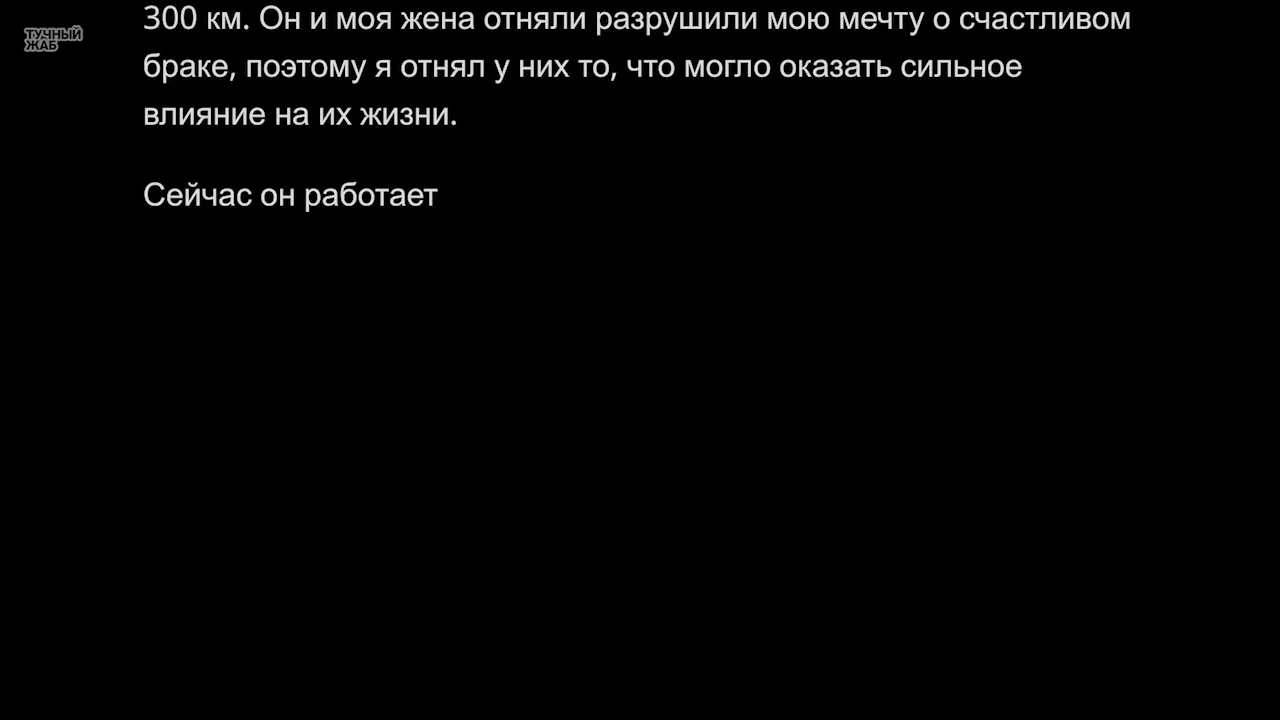 ТУЧНЫЙ
ЖАБ
300 км. Он и моя жена отняли разрушили мою мечту о счастливом
браке, поэтому я отнял у них то, что могло оказать сильное
влияние на их жизни.
Сейчас он работает